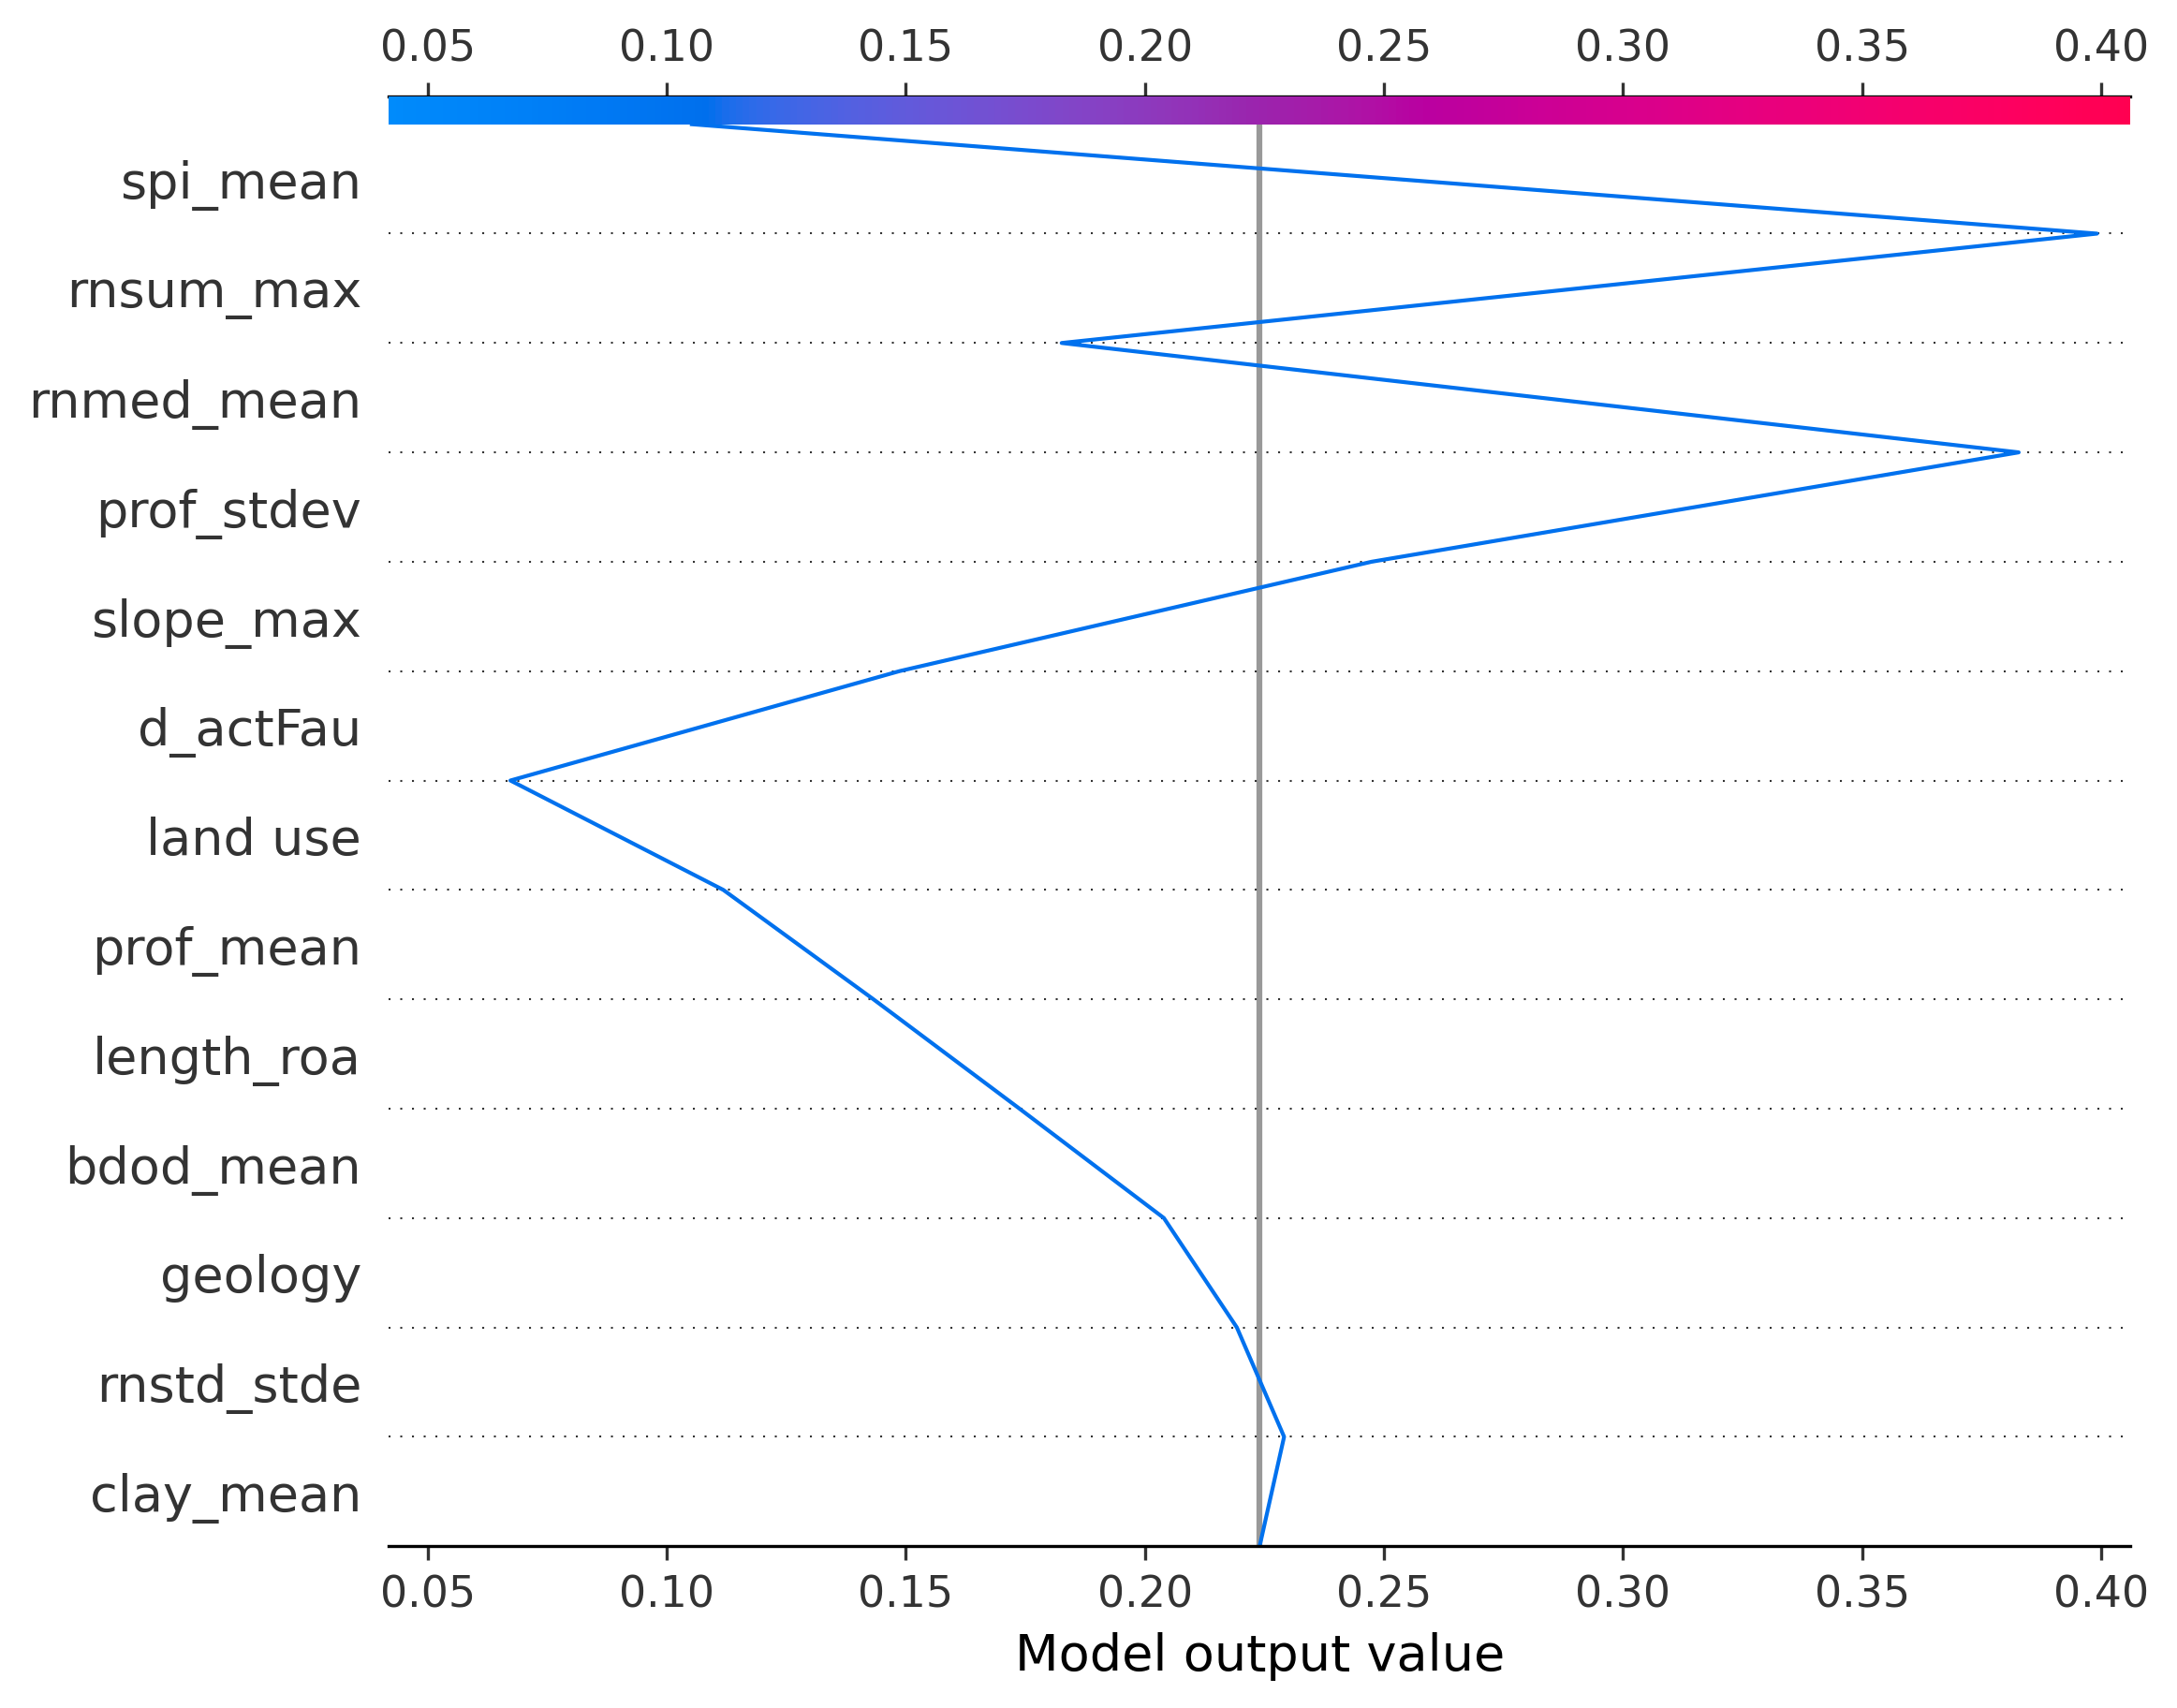 0.05 0.10 0.15 0.20 0.25 0.30 0.35 0.40
spi_mean
rnsum_max
rnmed_mean
prof_stdev
slope_max
d_actFau
land use
prof_mean
length_roa
bdod_mean
geology
rnstd_stde
clay_mean
0.05 0.10 0.15 0.20 0.25 0.30 0.35 0.40
Model output value